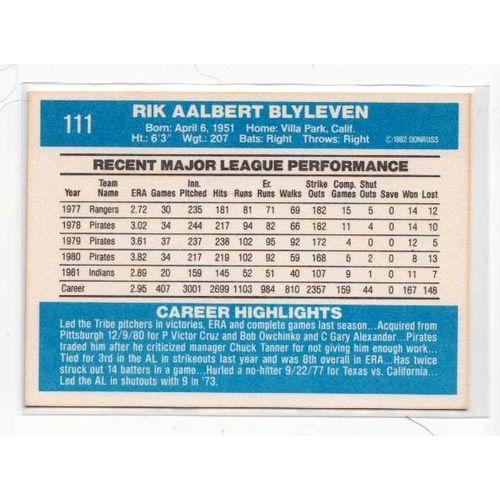 111
RIK AALBERT BLYLEVEN
Born: April 6, 1951 Home: Villa Park, Calif.
Ht.: 6'3" Wgt.: 207 Bats: Right Throws: Right © 1982 DONRUSS
RECENT MAJOR LEAGUE PERFORMANCE
Year Team Name ERA Games Inn. Pitched Hits Runs Er. Runs Walks Strike Outs Comp. Games Shut Outs Save Won Lost
1977 Rangers 2.72 30 235 181 81 71 69 182 15 5 0 14 12
1978 Pirates 3.02 34 244 217 94 82 66 182 11 4 0 14 10
1979 Pirates 3.61 37 237 238 102 95 92 172 4 0 0 12 5
1980 Pirates 3.82 34 217 219 102 92 59 168 5 0 0 8 13
1981 Indians 2.89 20 159 145 52 51 40 107 9 1 0 11 7
Career 2.95 407 3001 2699 1103 984 810 2357 159 44 0 167 148
CAREER HIGHLIGHTS
Led the Tribe pitchers in victories, ERA and complete games last season...Acquired from
Pittsburgh 12/9/80 for P Victor Cruz and Bob Owchinko and C Gary Alexander...Pirates
traded him after he criticized manager Chuck Tanner for not giving him enough work...
Tied for 3rd in the AL in strikeouts last year and was 8th overall in ERA...Has twice
struck out 14 batters in a game...Hurled a no-hitter 9/22/77 for Texas vs. California...
Led the AL in shutouts with 9 in '73.